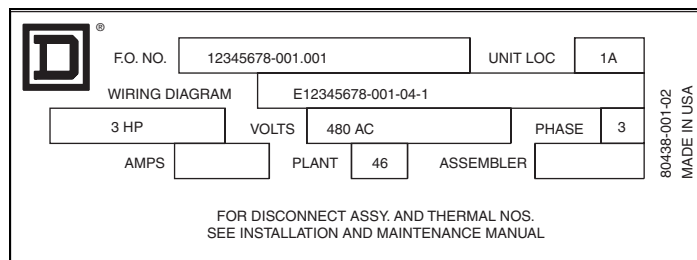 D ®
F.O. NO. 12345678-001.001 UNIT LOC 1A
WIRING DIAGRAM E12345678-001-04-1
3 HP VOLTS 480 AC PHASE 3
AMPS PLANT 46 ASSEMBLER
FOR DISCONNECT ASSY. AND THERMAL NOS.
SEE INSTALLATION AND MAINTENANCE MANUAL
80438-001-02
MADE IN USA